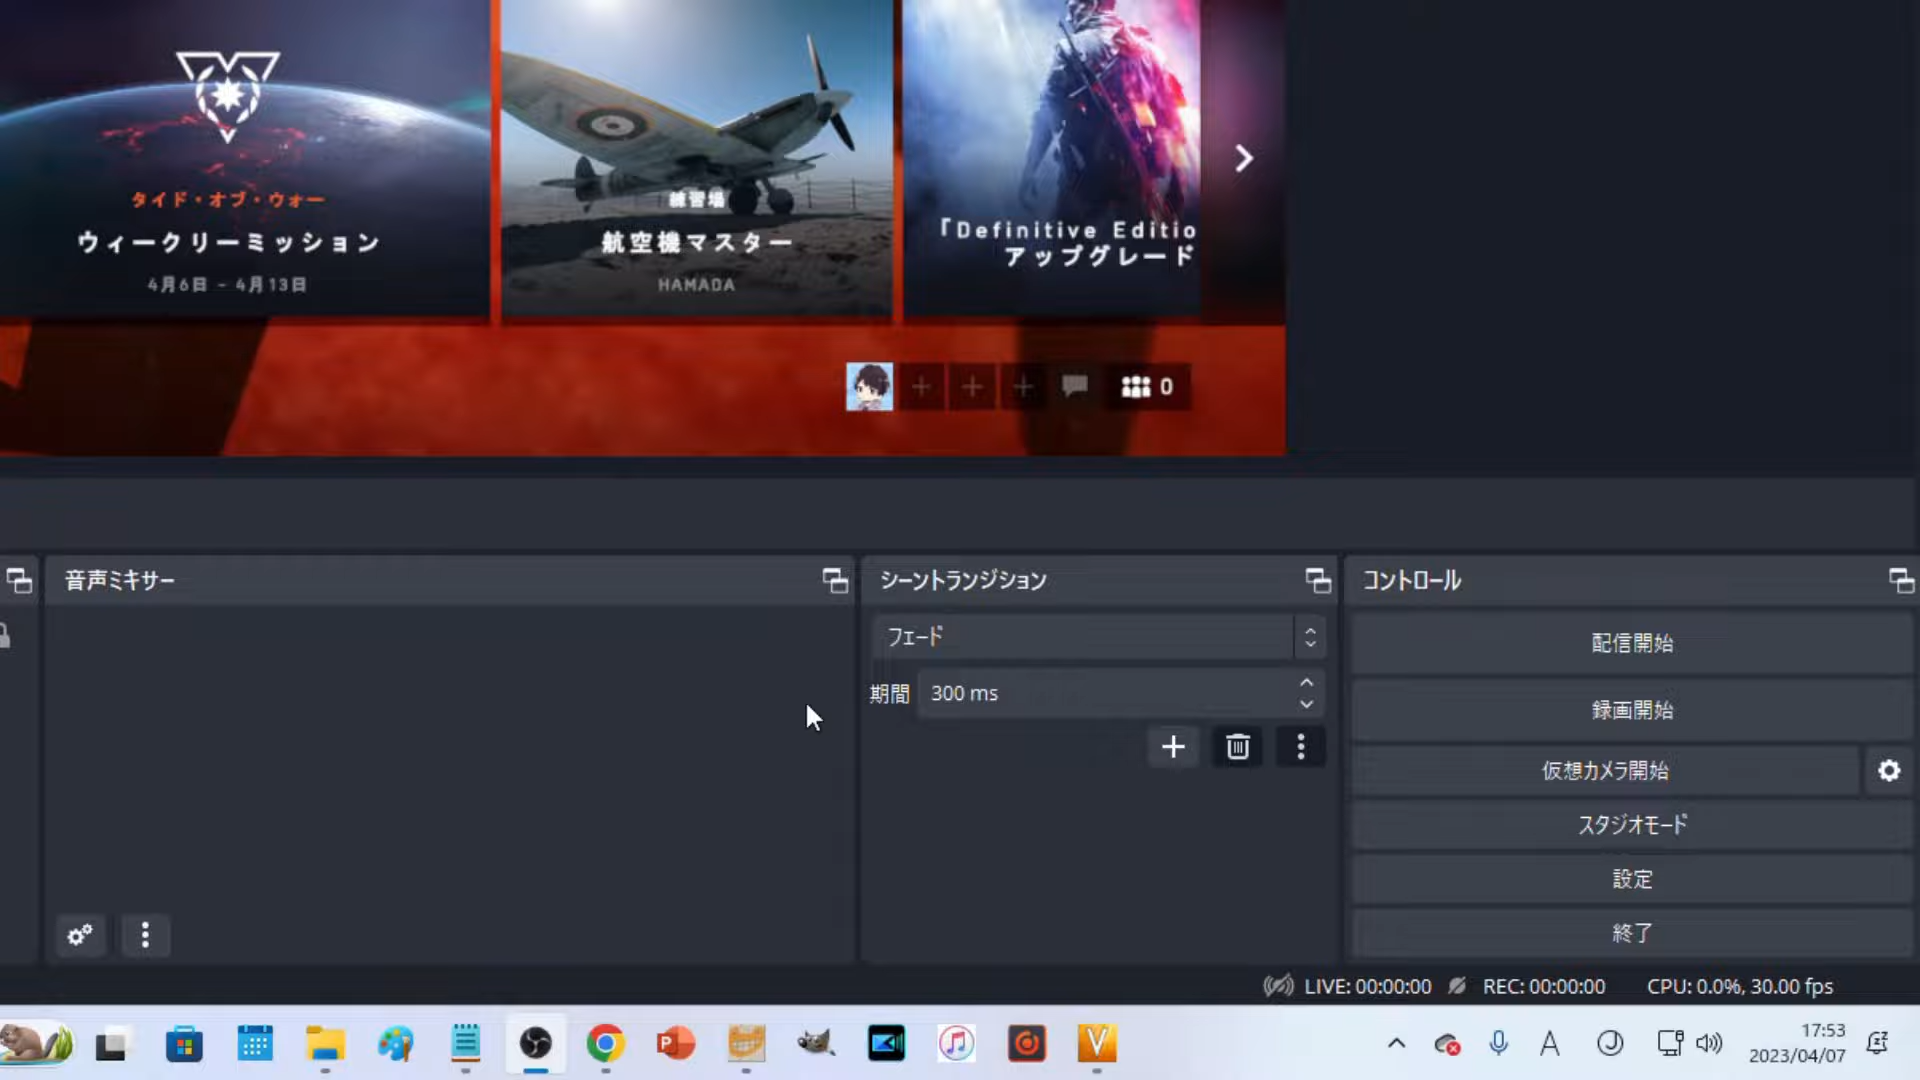 タイド・オブ・ウォー
ウィークリーミッション
4月6日 - 4月13日
練習場
航空機マスター
HAMADA
「Definitive Editio
アップグレード
0
音声ミキサー
シーントランジション
コントロール
フェード
期間 300 ms
配信開始
録画開始
仮想カメラ開始
スタジオモード
設定
終了
LIVE: 00:00:00 REC: 00:00:00 CPU: 0.0%, 30.00 fps
A
17:53
2023/04/07